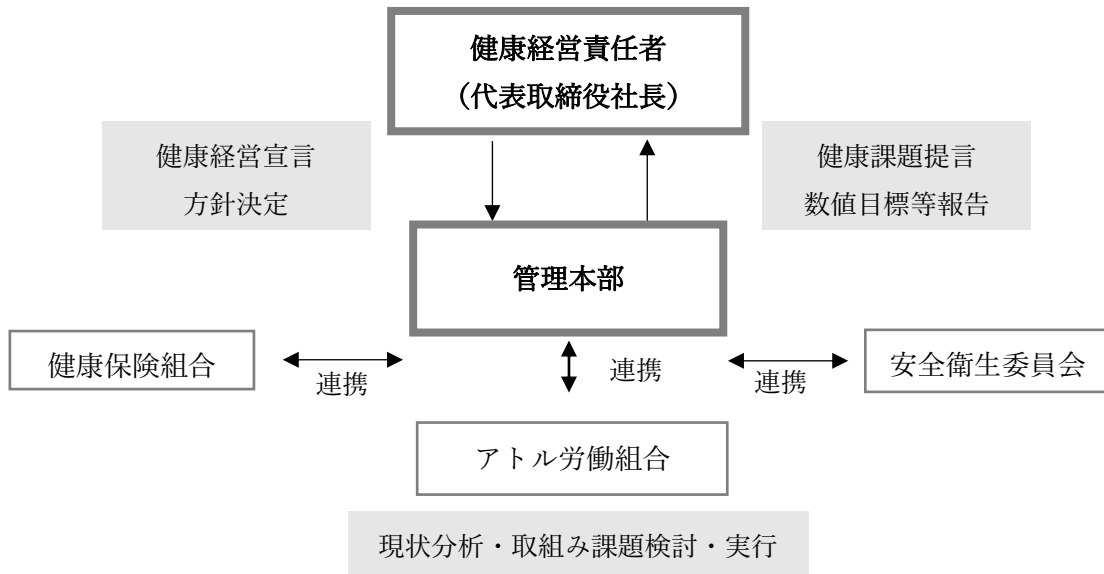 健康経営責任者
（代表取締役社長）
健康経営宣言
方針決定
健康課題提言
数値目標等報告
管理本部
健康保険組合
連携
連携
連携
安全衛生委員会
アトル労働組合
現状分析・取組み課題検討・実行